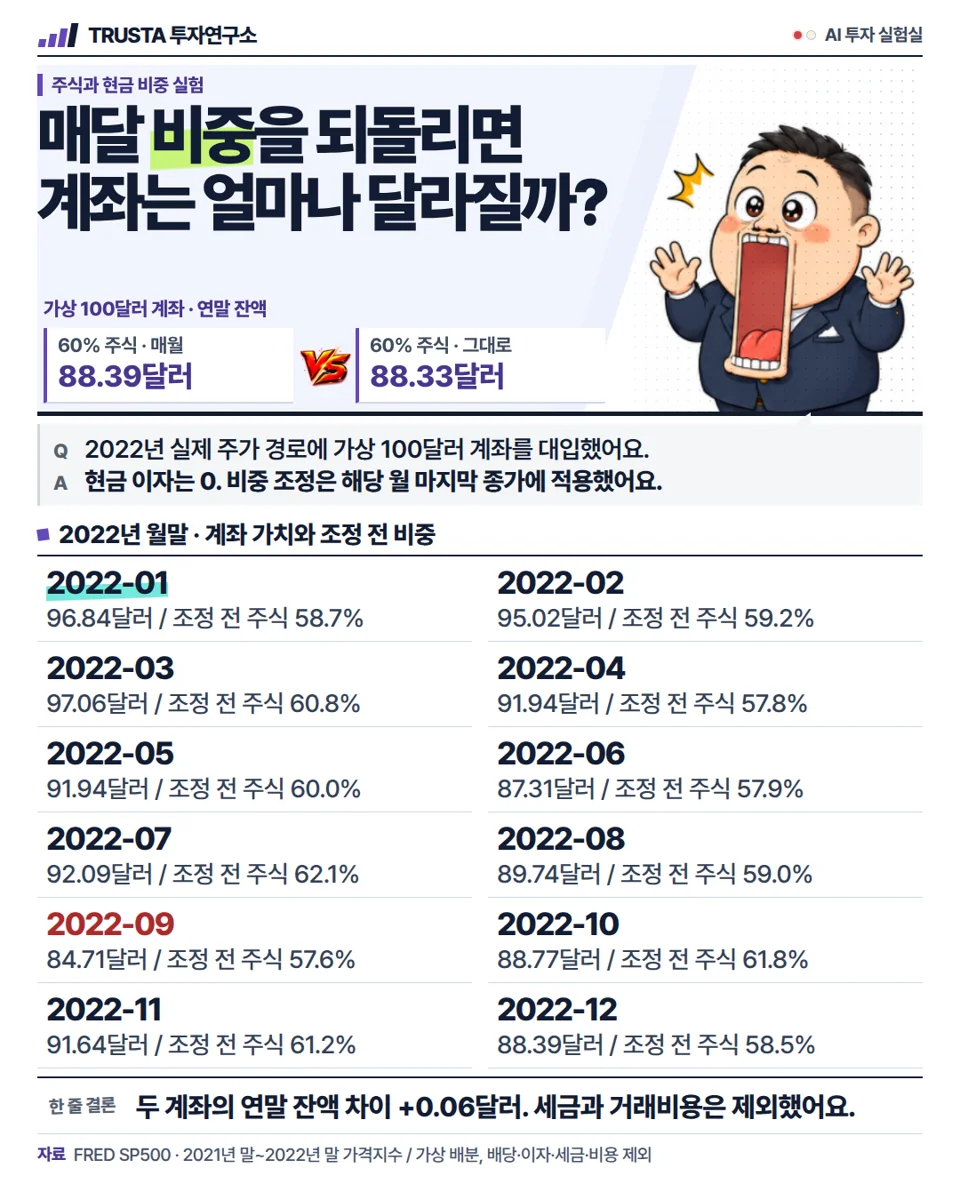 TRUSTA 투자연구소
AI 투자 실험실
주식과 현금 비중 실험
매달 비중을 되돌리면
계좌는 얼마나 달라질까?
가상 100달러 계좌 · 연말 잔액
60% 주식 · 매월
88.39달러
VS
60% 주식 · 그대로
88.33달러
Q 2022년 실제 주가 경로에 가상 100달러 계좌를 대입했어요.
A 현금 이자는 0. 비중 조정은 해당 월 마지막 종가에 적용했어요.
2022년 월말 · 계좌 가치와 조정 전 비중
2022-01
96.84달러 / 조정 전 주식 58.7%
2022-02
95.02달러 / 조정 전 주식 59.2%
2022-03
97.06달러 / 조정 전 주식 60.8%
2022-04
91.94달러 / 조정 전 주식 57.8%
2022-05
91.94달러 / 조정 전 주식 60.0%
2022-06
87.31달러 / 조정 전 주식 57.9%
2022-07
92.09달러 / 조정 전 주식 62.1%
2022-08
89.74달러 / 조정 전 주식 59.0%
2022-09
84.71달러 / 조정 전 주식 57.6%
2022-10
88.77달러 / 조정 전 주식 61.8%
2022-11
91.64달러 / 조정 전 주식 61.2%
2022-12
88.39달러 / 조정 전 주식 58.5%
한 줄 결론 두 계좌의 연말 잔액 차이 +0.06달러. 세금과 거래비용은 제외했어요.
자료 FRED SP500 · 2021년 말~2022년 말 가격지수 / 가상 배분, 배당·이자·세금·비용 제외